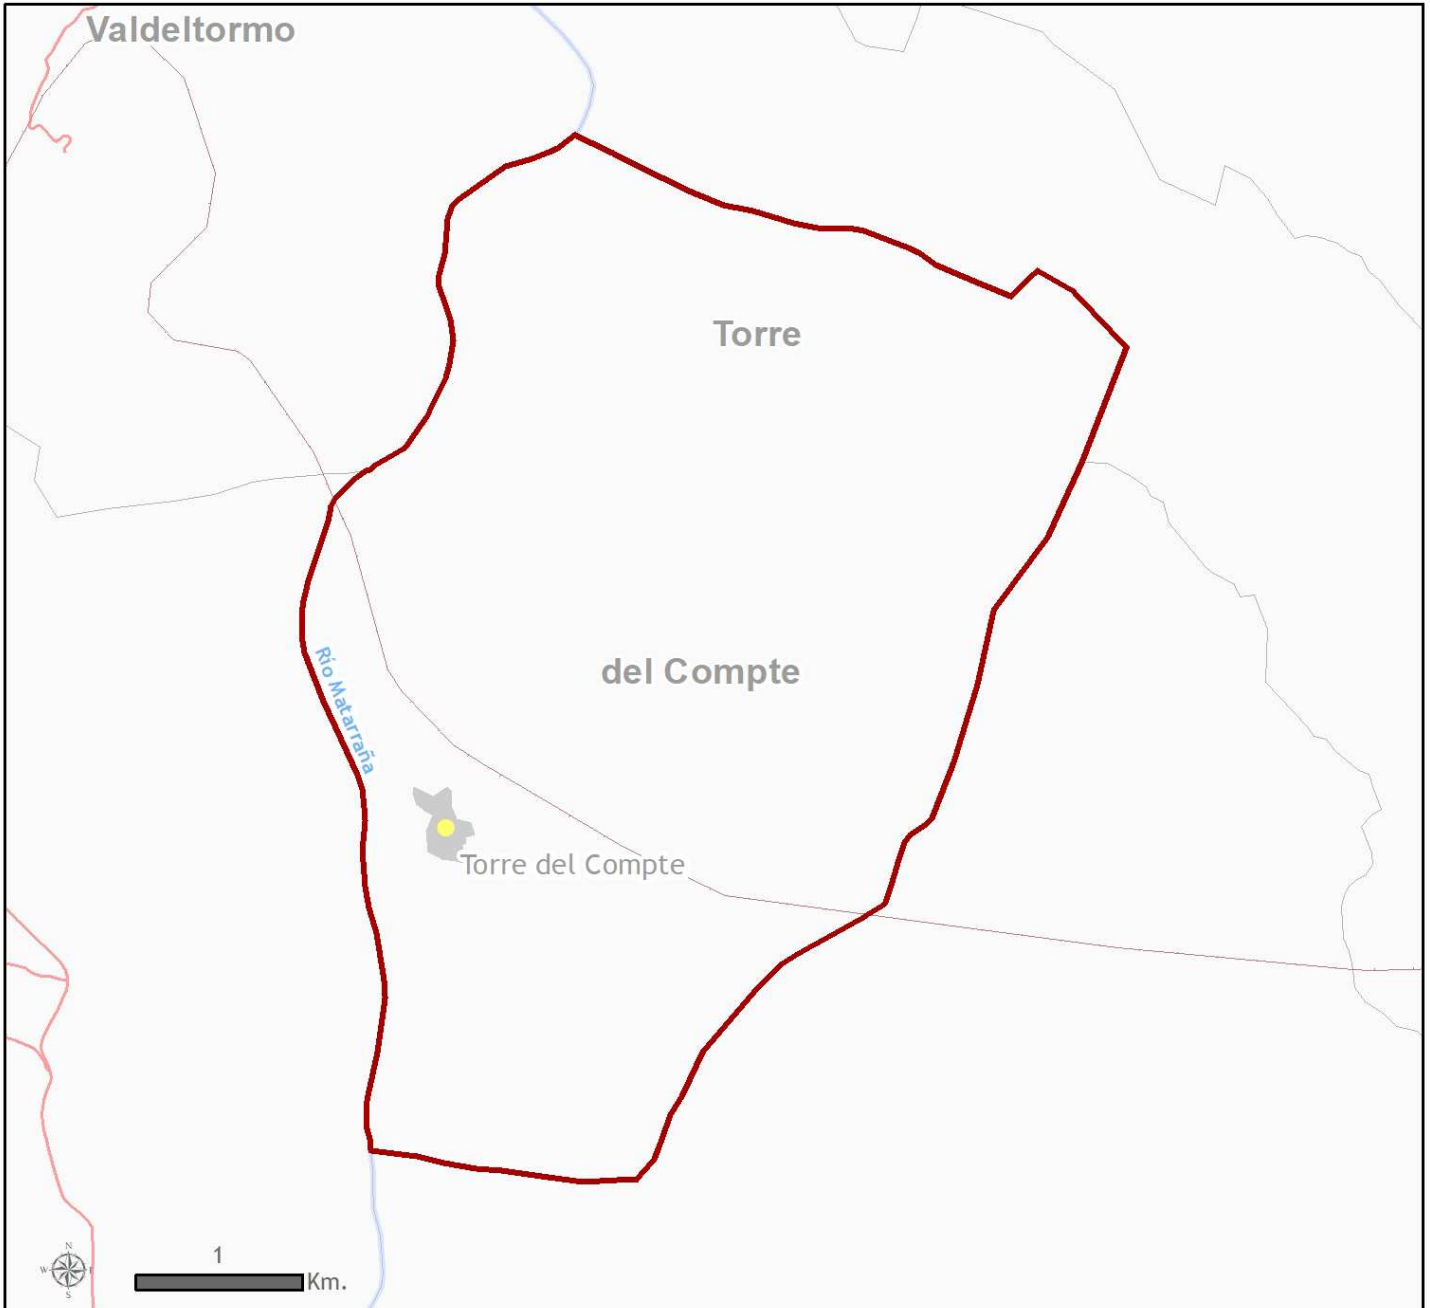 Valdeltormo
Torre
del Compte
Río Matarraña
Torre del Compte
N
W
E
S
1
Km.